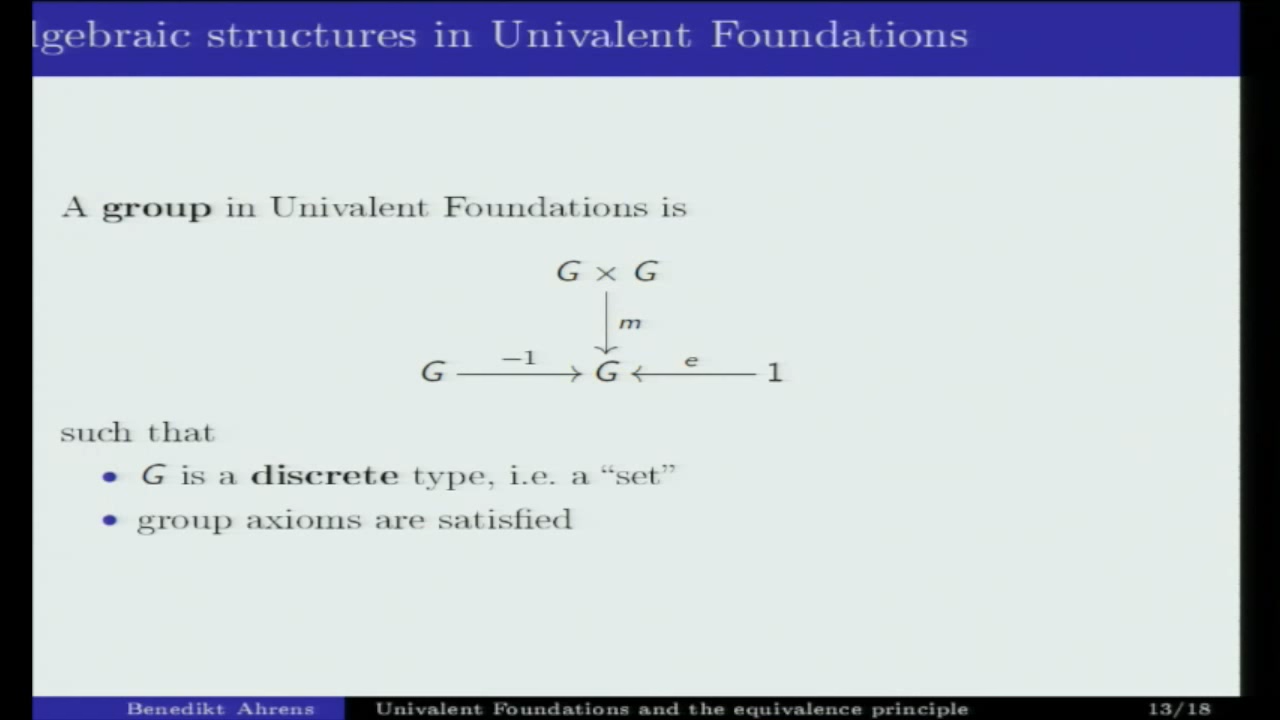 lgebraic structures in Univalent Foundations
A group in Univalent Foundations is
G × G
m
G −1 G e 1
such that
• G is a discrete type, i.e. a “set”
• group axioms are satisfied
Benedikt Ahrens Univalent Foundations and the equivalence principle 13/18